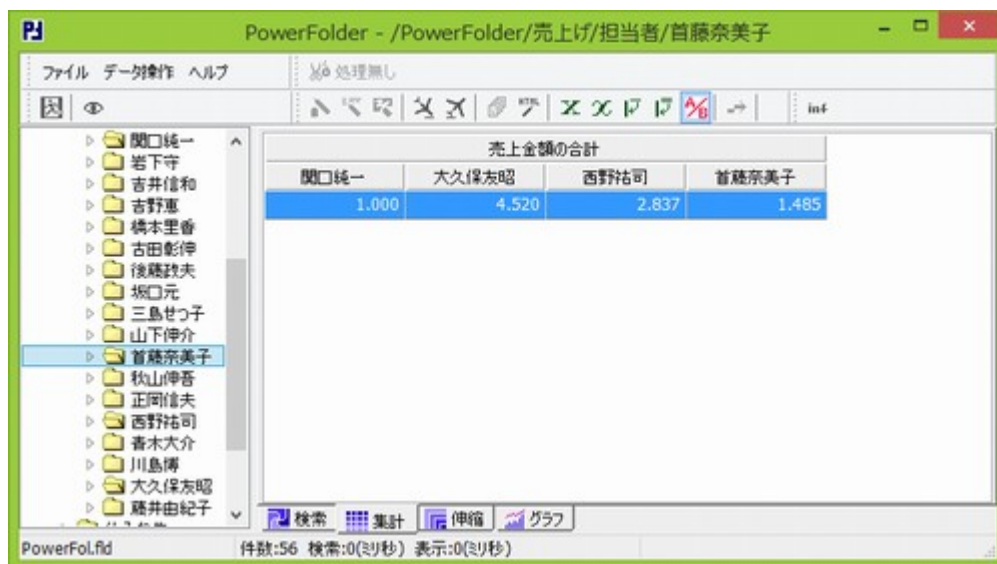 PowerFolder - /PowerFolder/売上げ/担当者/首藤奈美子
ファイル データ操作 ヘルプ
処理無し
A/B
inf
関口純一
岩下守
吉井信和
吉野恵
橋本里香
古田彰伸
後藤政夫
坂口元
三島せつ子
山下伸介
首藤奈美子
秋山伸吾
正岡信夫
西野祐司
青木大介
川島博
大久保友昭
藤井由紀子
売上金額の合計
関口純一 大久保友昭 西野祐司 首藤奈美子
1.000 4.520 2.837 1.485
検索 集計 伸縮 グラフ
PowerFol.fld 件数:56 検索:0(ミリ秒) 表示:0(ミリ秒)